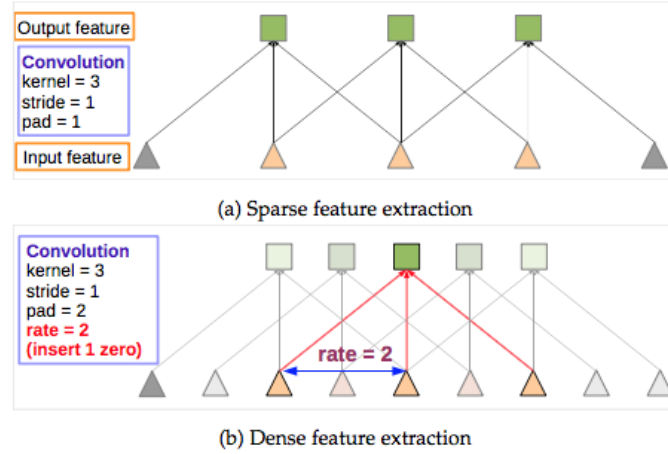 Output feature
Convolution
kernel = 3
stride = 1
pad = 1
Input feature
(a) Sparse feature extraction
Convolution
kernel = 3
stride = 1
pad = 2
rate = 2
(insert 1 zero)
rate = 2
(b) Dense feature extraction